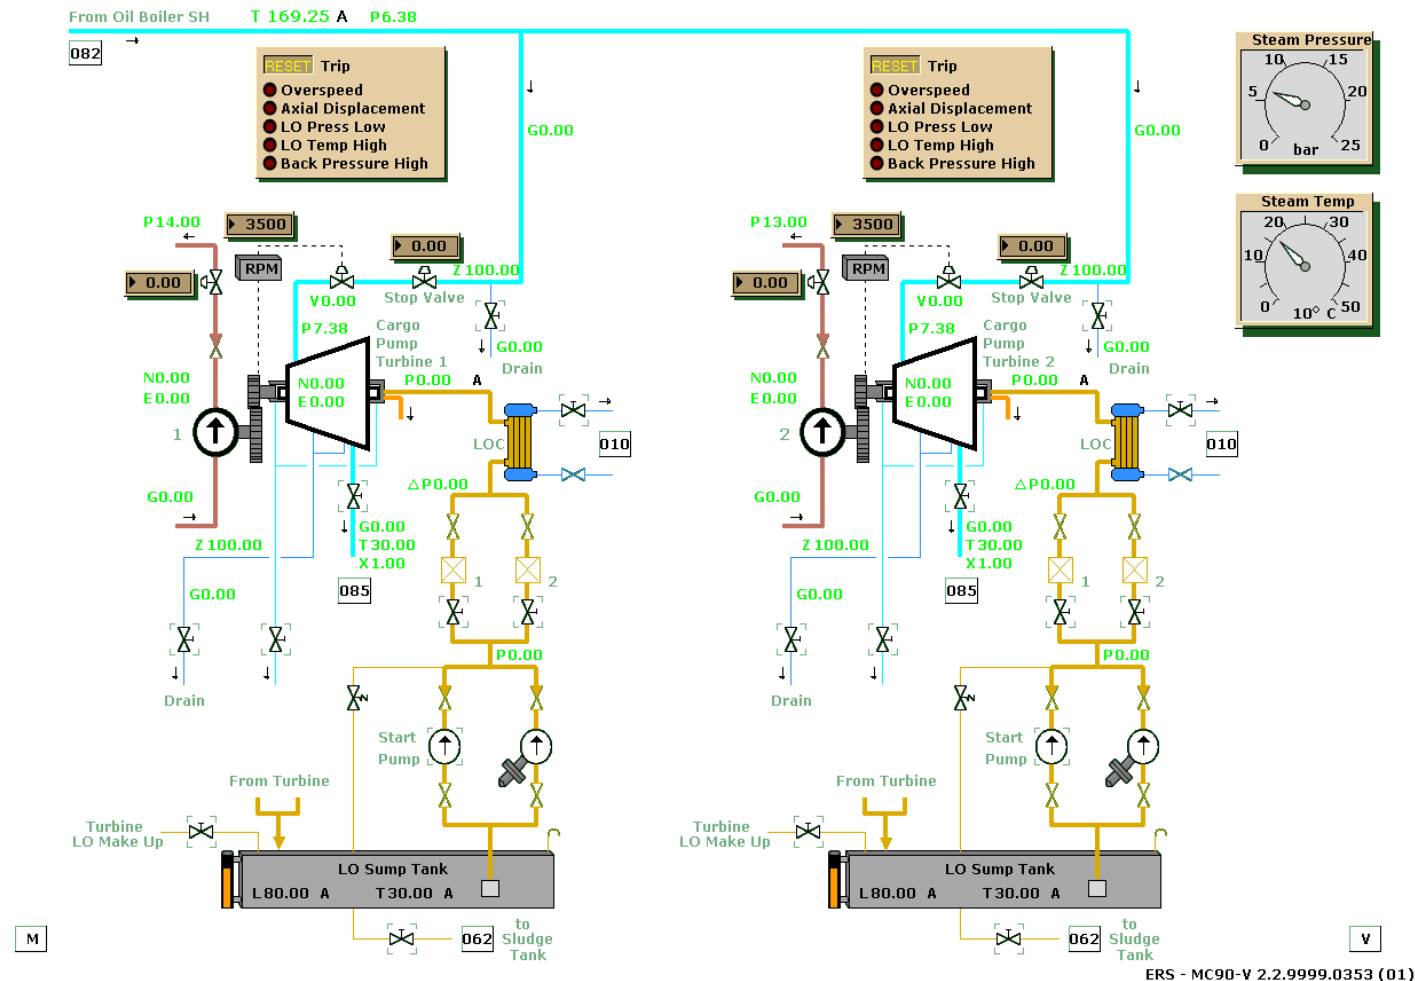 From Oil Boiler SH T 169.25 A P6.38
082
RESET Trip
Overspeed
Axial Displacement
LO Press Low
LO Temp High
Back Pressure High
G0.00
RESET Trip
Overspeed
Axial Displacement
LO Press Low
LO Temp High
Back Pressure High
G0.00
Steam Pressure
0 5 10 15 20 25
bar
Steam Temp
0 10 20 30 40 50
10° C
P14.00
3500
0.00
RPM
0.00
Z100.00
V0.00
Stop Valve
P7.38
Cargo
Pump
Turbine 1
G0.00
Drain
N0.00
E0.00
N0.00
E0.00
P0.00 A
1
LOC
010
G0.00
△P0.00
Z100.00
G0.00
T30.00
X1.00
085
1
2
G0.00
Drain
P0.00
Start
Pump
From Turbine
Turbine
LO Make Up
LO Sump Tank
L80.00 A T30.00 A
062
to
Sludge
Tank
P13.00
3500
0.00
RPM
0.00
Z100.00
V0.00
Stop Valve
P7.38
Cargo
Pump
Turbine 2
G0.00
Drain
N0.00
E0.00
N0.00
E0.00
P0.00 A
2
LOC
010
G0.00
△P0.00
Z100.00
G0.00
T30.00
X1.00
085
1
2
G0.00
Drain
P0.00
Start
Pump
From Turbine
Turbine
LO Make Up
LO Sump Tank
L80.00 A T30.00 A
062
to
Sludge
Tank
M
V
ERS - MC90-V 2.2.9999.0353 (01)